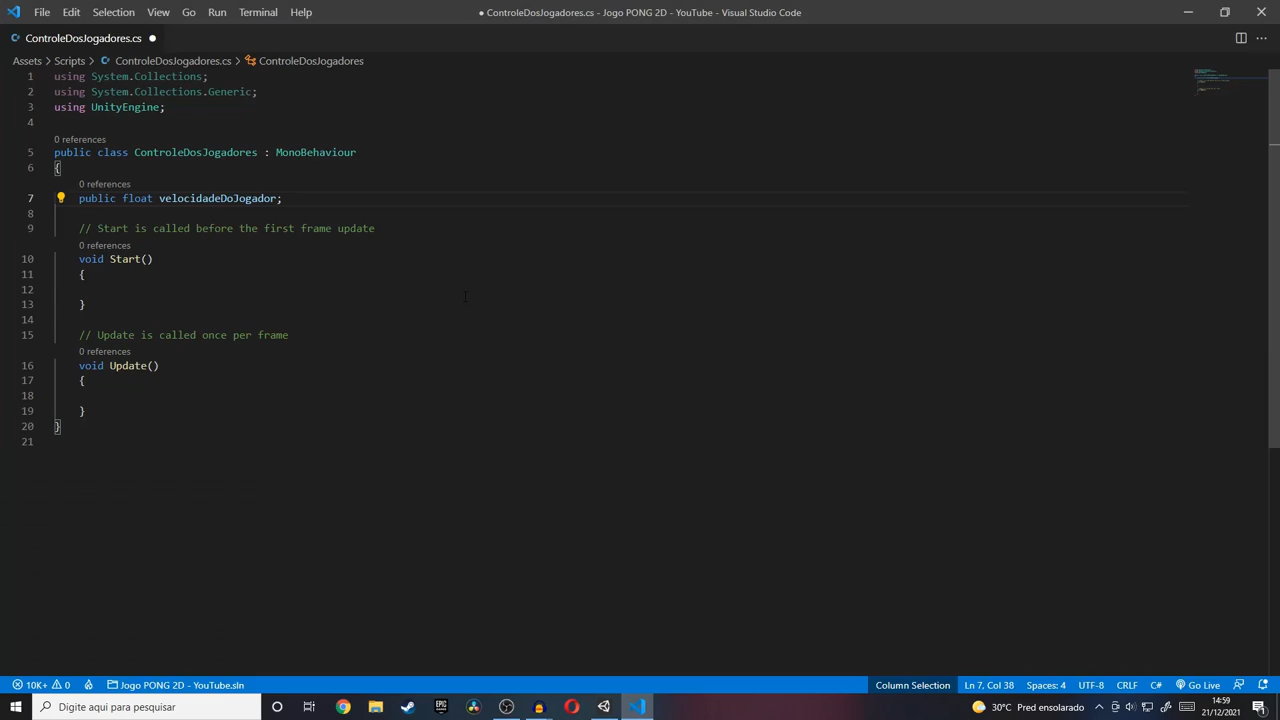 File Edit Selection View Go Run Terminal Help
● ControleDosJogadores.cs - Jogo PONG 2D - YouTube - Visual Studio Code
ControleDosJogadores.cs ●
Assets > Scripts > ControleDosJogadores.cs > ControleDosJogadores
1 using System.Collections;
2 using System.Collections.Generic;
3 using UnityEngine;
4
0 references
5 public class ControleDosJogadores : MonoBehaviour
6 {
0 references
7 public float velocidadeDoJogador;
8
9 // Start is called before the first frame update
0 references
10 void Start()
11 {
12
13 }
14
15 // Update is called once per frame
0 references
16 void Update()
17 {
18
19 }
20 }
21
10K+ 0 Jogo PONG 2D - YouTube.sln Column Selection Ln 7, Col 38 Spaces: 4 UTF-8 CRLF C# Go Live
Digite aqui para pesquisar
EPIC GAMES
30°C Pred ensolarado
14:59
21/12/2021
1